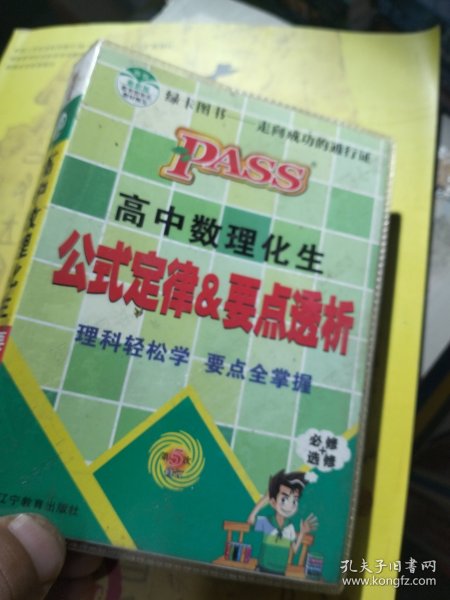 绿卡图书——走向成功的通行证
PASS
高中数理化生
公式定律&要点透析
理科轻松学 要点全掌握
必修
+
选修
第5次
辽宁教育出版社
孔夫子旧书网
www.kongfz.com